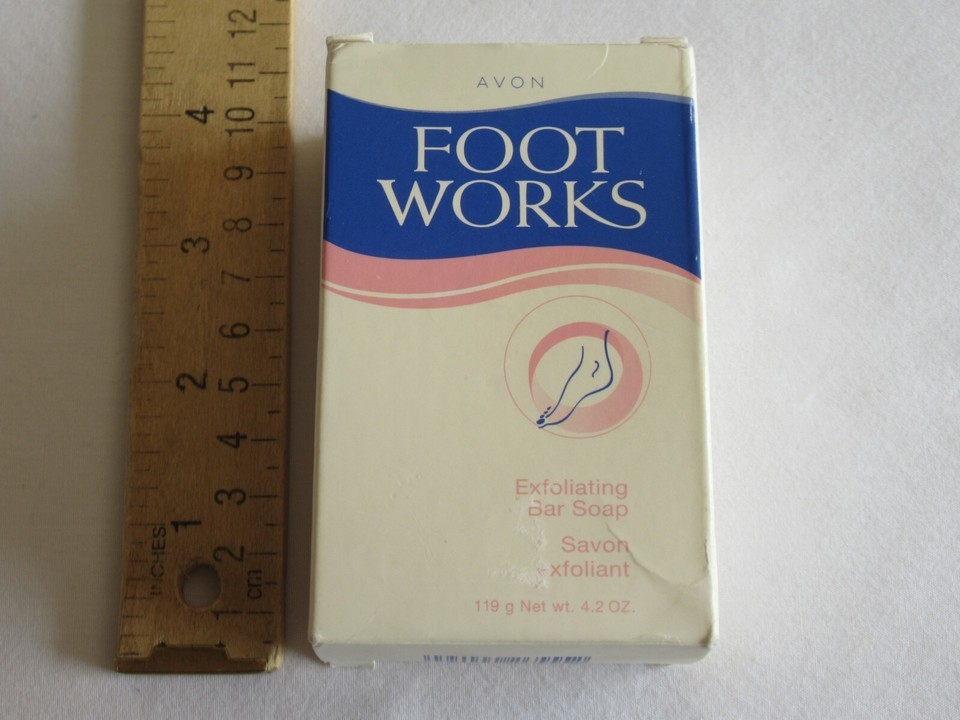 AVON
FOOT
WORKS
Exfoliating
Bar Soap
Savon
xfoliant
119 g Net wt. 4.2 OZ.
12
11
10
9
8
7
6
5
4
3
2
1
cm
4
3
2
1
INCHES